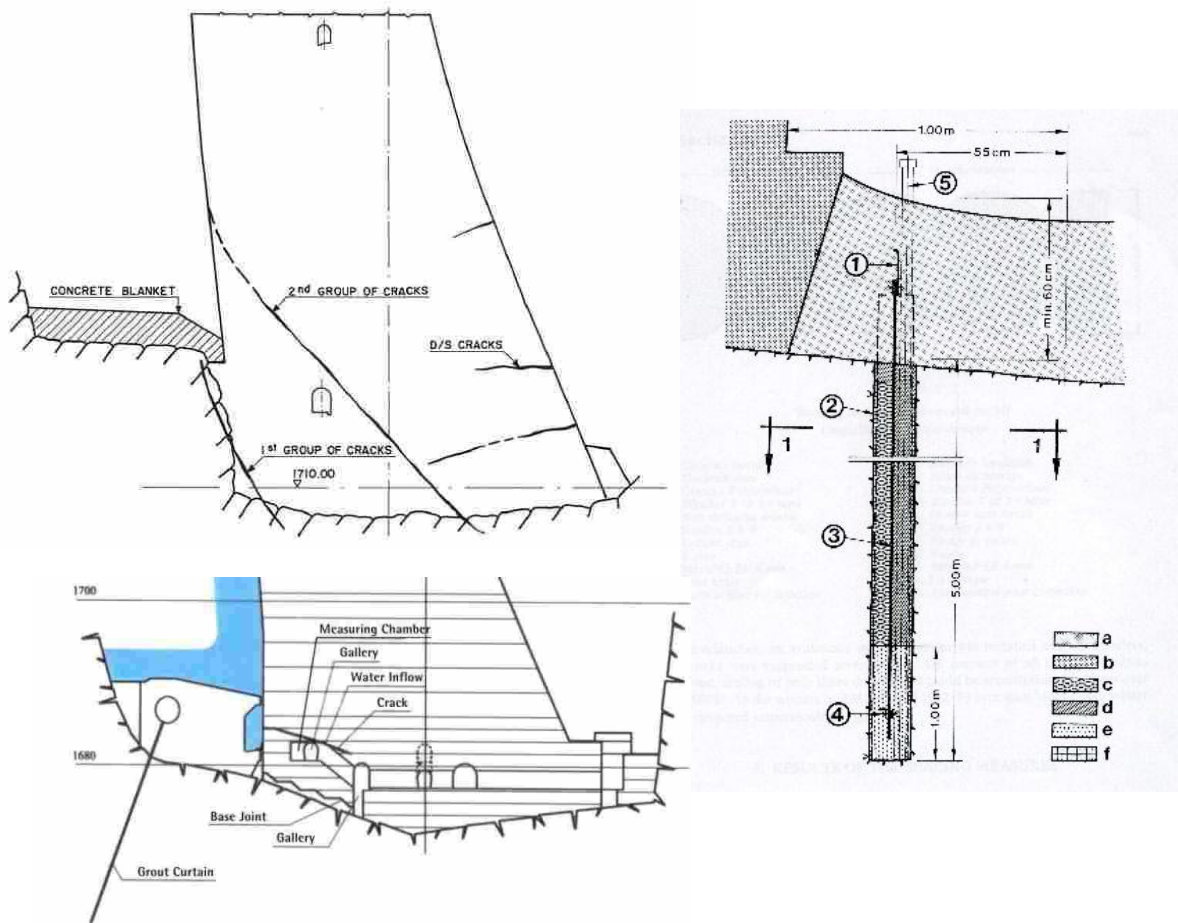 CONCRETE BLANKET
2nd GROUP OF CRACKS
D/S CRACKS
1st GROUP OF CRACKS
1710.00
1700
Measuring Chamber
Gallery
Water Inflow
Crack
1680
Base Joint
Gallery
Grout Curtain
1.00m
55cm
5
1
min.60cm
2
1
1
3
5.00m
1.00m
4
a
b
c
d
e
f